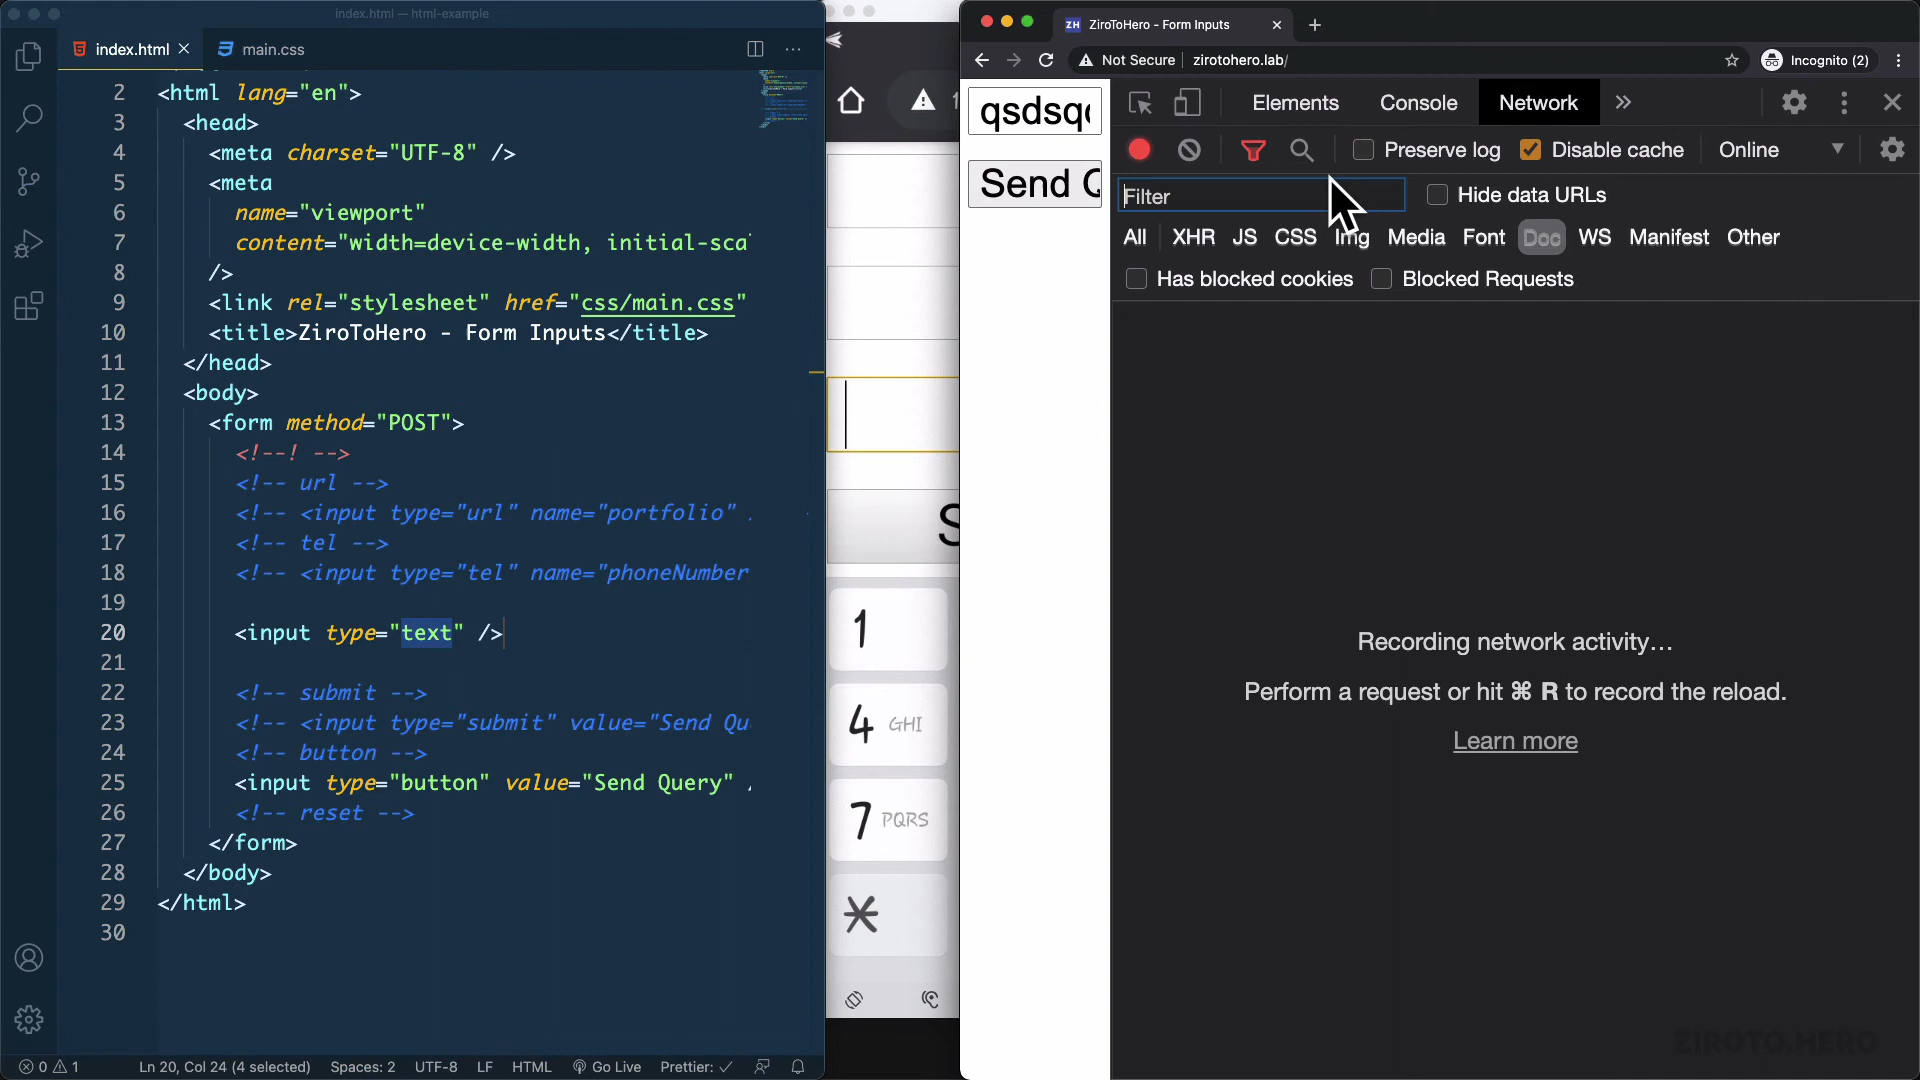 index.html — html-example
index.html
main.css
2 <html lang="en">
3 <head>
4 <meta charset="UTF-8" />
5 <meta
6 name="viewport"
7 content="width=device-width, initial-scal
8 />
9 <link rel="stylesheet" href="css/main.css"
10 <title>ZiroToHero - Form Inputs</title>
11 </head>
12 <body>
13 <form method="POST">
14 <!--! -->
15 <!-- url -->
16 <!-- <input type="url" name="portfolio"
17 <!-- tel -->
18 <!-- <input type="tel" name="phoneNumber
19
20 <input type="text" />
21
22 <!-- submit -->
23 <!-- <input type="submit" value="Send Qu
24 <!-- button -->
25 <input type="button" value="Send Query" /
26 <!-- reset -->
27 </form>
28 </body>
29 </html>
30
0 1
Ln 20, Col 24 (4 selected) Spaces: 2 UTF-8 LF HTML Go Live Prettier: ✓
S
1
4 GHI
7 PQRS
*
ZH ZiroToHero - Form Inputs
Not Secure zirotohero.lab/
Incognito (2)
qsdsq
Send Q
Elements Console Network »
Preserve log Disable cache Online
Filter Hide data URLs
All XHR JS CSS Img Media Font Doc WS Manifest Other
Has blocked cookies Blocked Requests
Recording network activity…
Perform a request or hit ⌘ R to record the reload.
Learn more
ZIROTO.HERO